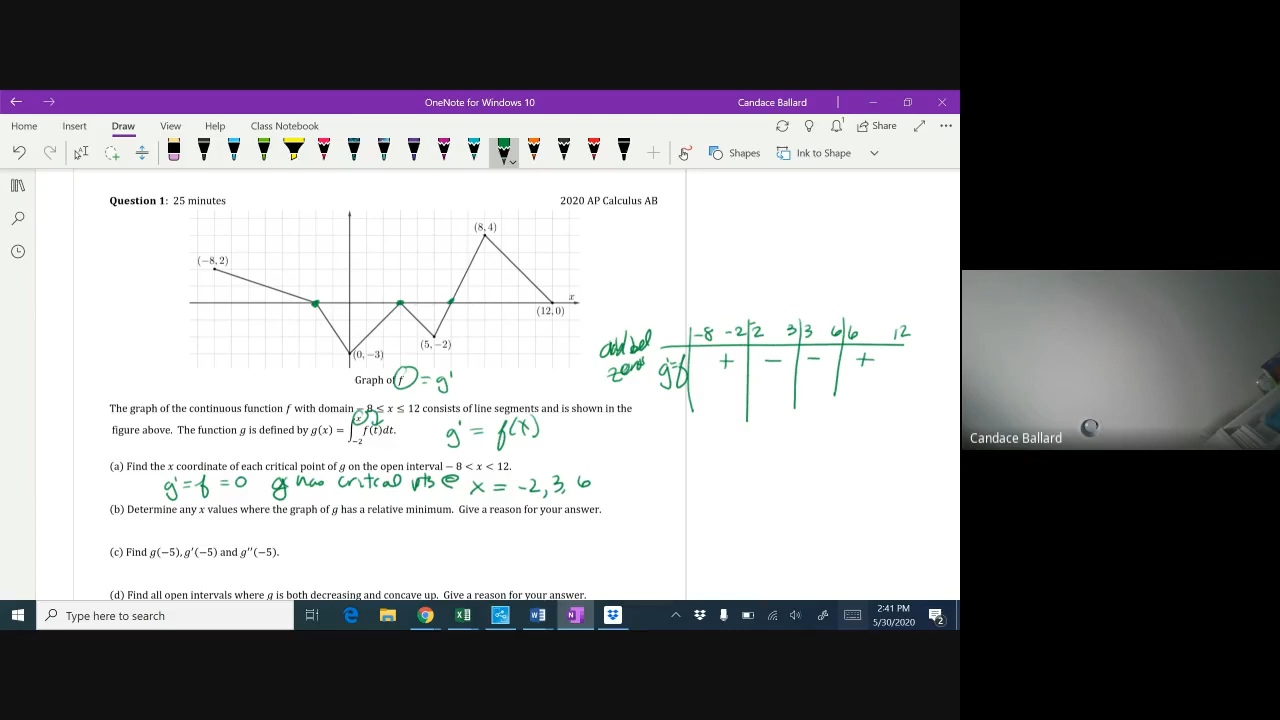 OneNote for Windows 10
Candace Ballard
Home Insert Draw View Help Class Notebook
Share
Shapes
Ink to Shape
Question 1: 25 minutes
2020 AP Calculus AB
(8, 4)
(−8, 2)
x
(12, 0)
(5, −2)
(0, −3)
Graph of f = g'
-8 -2 -2 3 3 6 6 12
zeros
g'=f + − − +
The graph of the continuous function f with domain − 8 ≤ x ≤ 12 consists of line segments and is shown in the
figure above. The function g is defined by g(x) = ∫₋₂ˣ f(t)dt.
g' = f(x)
(a) Find the x coordinate of each critical point of g on the open interval − 8 < x < 12.
g' = f = 0 g has critical pts @ x = -2, 3, 6
(b) Determine any x values where the graph of g has a relative minimum. Give a reason for your answer.
(c) Find g(−5), g′(−5) and g′′(−5).
(d) Find all open intervals where g is both decreasing and concave up. Give a reason for your answer.
Candace Ballard
Type here to search
2:41 PM
5/30/2020
2